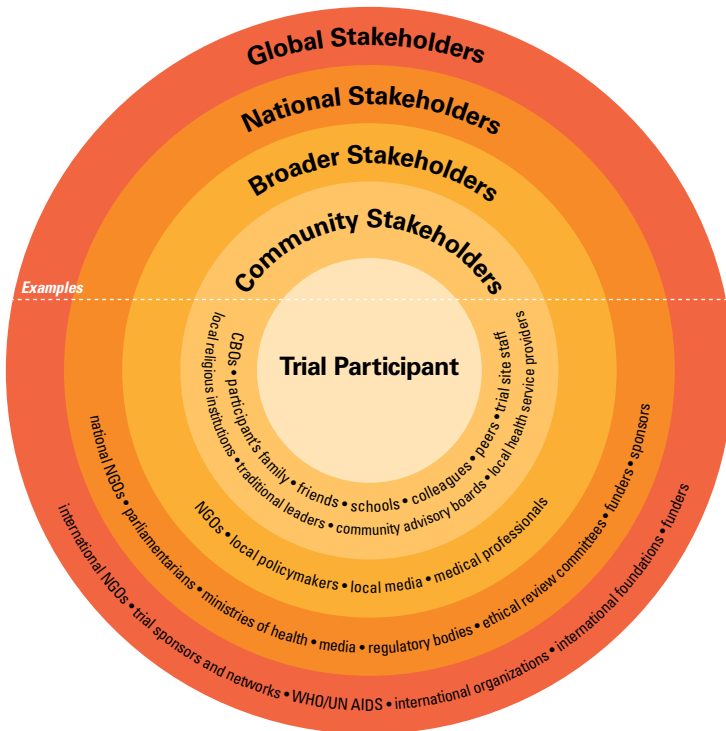 Global Stakeholders
National Stakeholders
Broader Stakeholders
Community Stakeholders
Examples
Trial Participant
CBOs • participant's family • friends • schools • colleagues • peers • trial site staff
local religious institutions • traditional leaders • community advisory boards • local health service providers
NGOs • local policymakers • local media • medical professionals
national NGOs • parliamentarians • ministries of health • media • regulatory bodies • ethical review committees • funders • sponsors
international NGOs • trial sponsors and networks • WHO/UN AIDS • international organizations • international foundations • funders